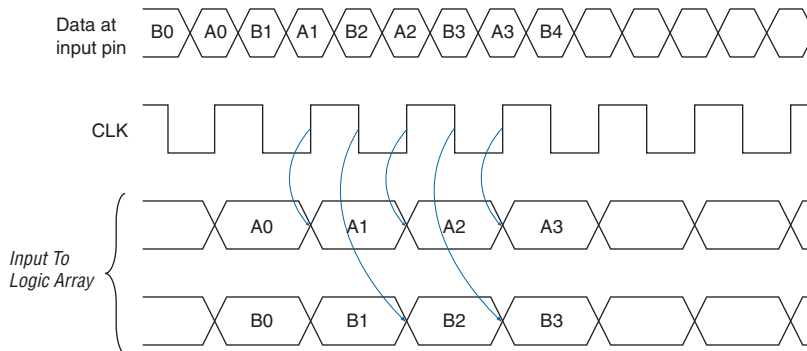 Data at
input pin
B0 A0 B1 A1 B2 A2 B3 A3 B4
CLK
A0 A1 A2 A3
Input To
Logic Array
B0 B1 B2 B3